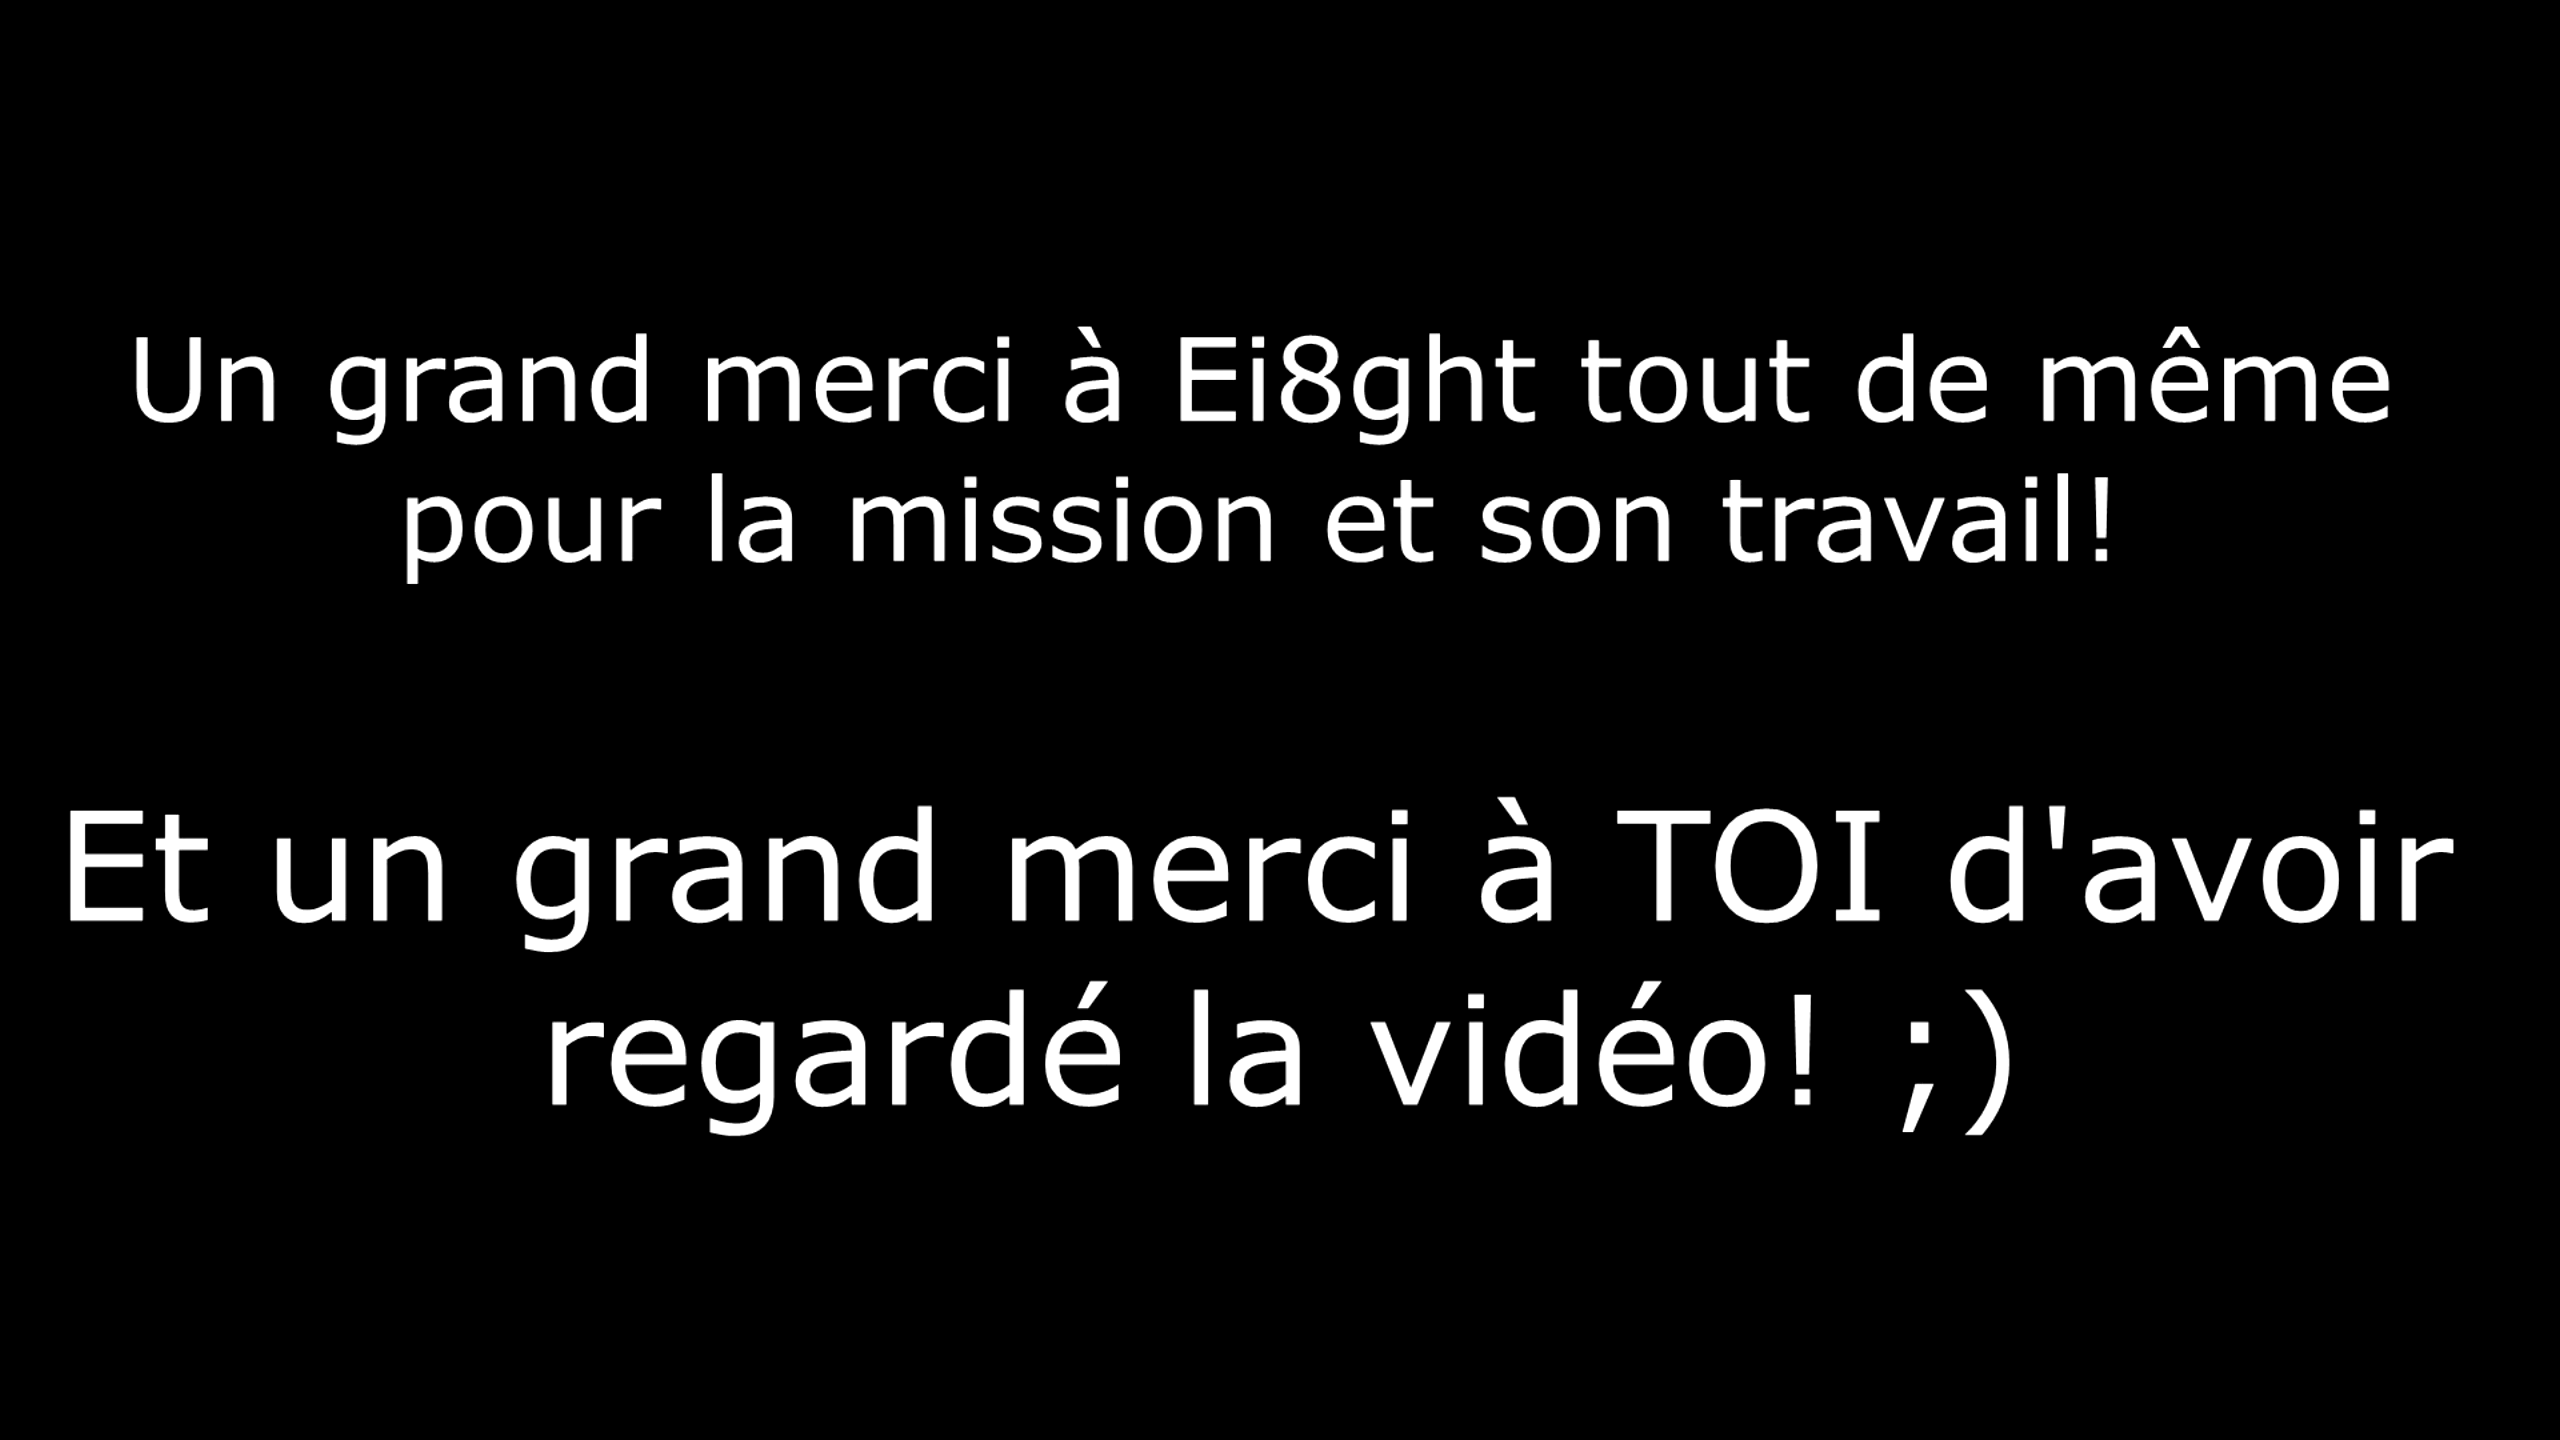 Un grand merci à Ei8ght tout de même
pour la mission et son travail!
Et un grand merci à TOI d'avoir
regardé la vidéo! ;)